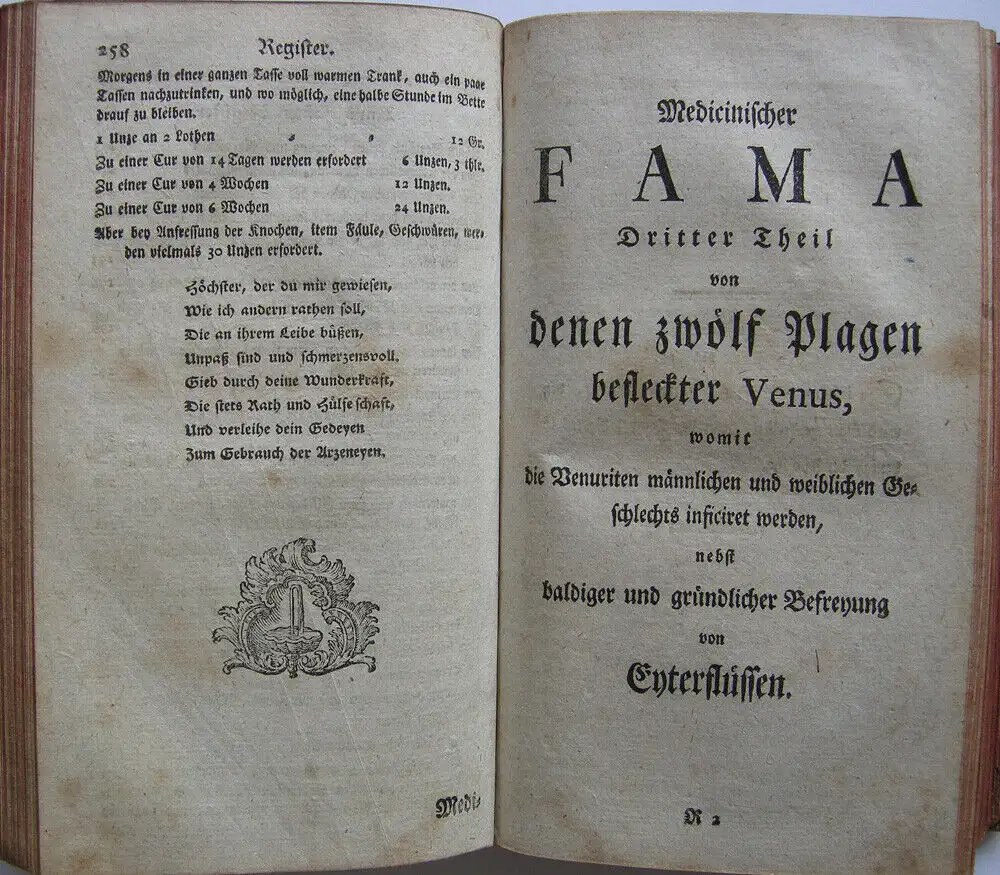 258 Register.
Morgens in einer ganzen Tasse voll warmen Trank, auch ein paar
Tassen nachzutrinken, und wo möglich, eine halbe Stunde im Bette
drauf zu bleiben.
1 Unze an 2 Lothen = = 12 Gr.
Zu einer Cur von 14 Tagen werden erfordert 6 Unzen, 3 thlr.
Zu einer Cur von 4 Wochen 12 Unzen.
Zu einer Cur von 6 Wochen 24 Unzen.
Aber bey Anfressung der Knochen, item Fäule, Geschwüren, wer-
den vielmals 30 Unzen erfordert.
Höchster, der du mir gewiesen,
Wie ich andern rathen soll,
Die an ihrem Leibe büßen,
Unpaß sind und schmerzensvoll.
Gieb durch deine Wunderkraft,
Die stets Rath und Hülfe schaft,
Und verleihe dein Gedeyen
Zum Gebrauch der Arzeneyen.
Medi-
Medicinischer
FAMA
Dritter Theil
von
denen zwölf Plagen
befleckter Venus,
womit
die Venuriten männlichen und weiblichen Ge-
schlechts inficiret werden,
nebst
baldiger und gründlicher Befreyung
von
Eyterflüssen.
R 2